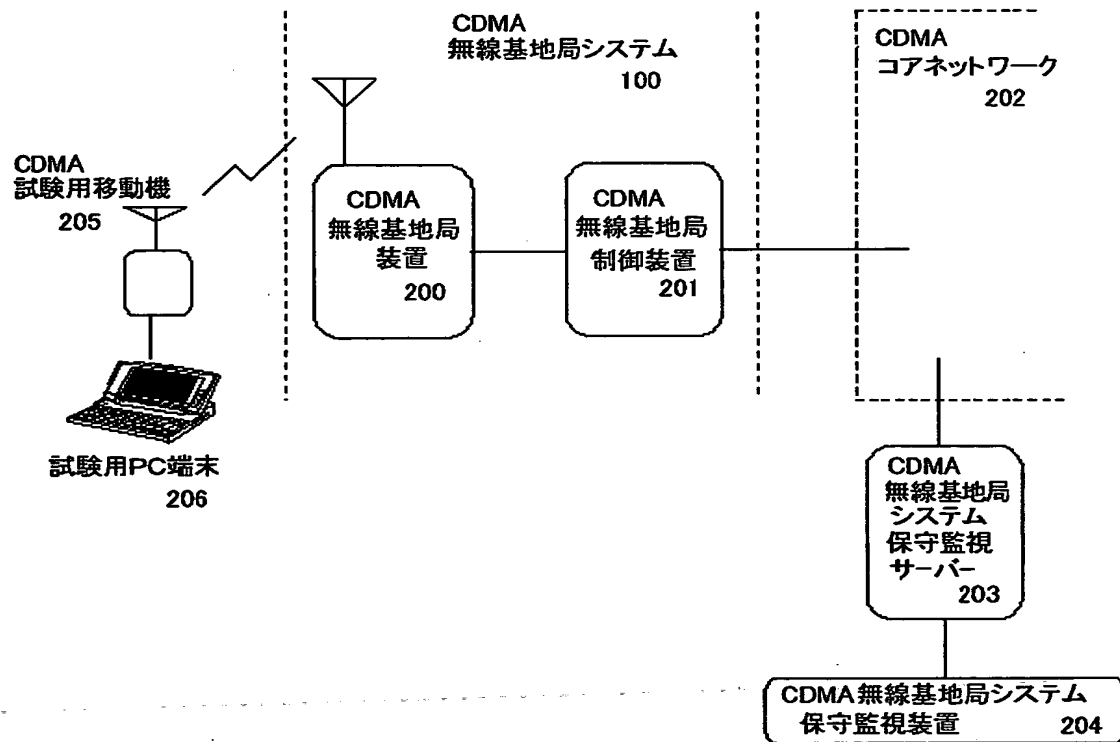 CDMA
無線基地局システム
100
CDMA
コアネットワーク
202
CDMA
試験用移動機
205
CDMA
無線基地局
装置
200
CDMA
無線基地局
制御装置
201
試験用PC端末
206
CDMA
無線基地局
システム
保守監視
サーバー
203
CDMA無線基地局システム
保守監視装置 204